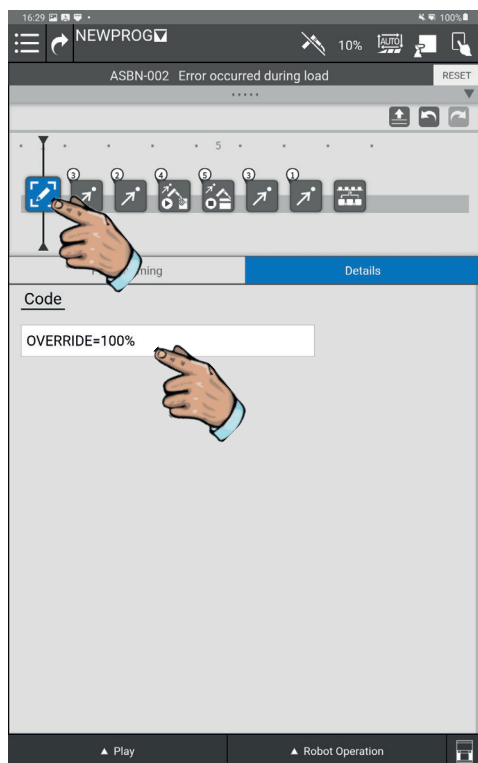 16:29 100%
NEWPROG
10% AUTO
ASBN-002 Error occurred during load RESET
5
3 2 4 5 3 1
ning Details
Code
OVERRIDE=100%
▲ Play ▲ Robot Operation